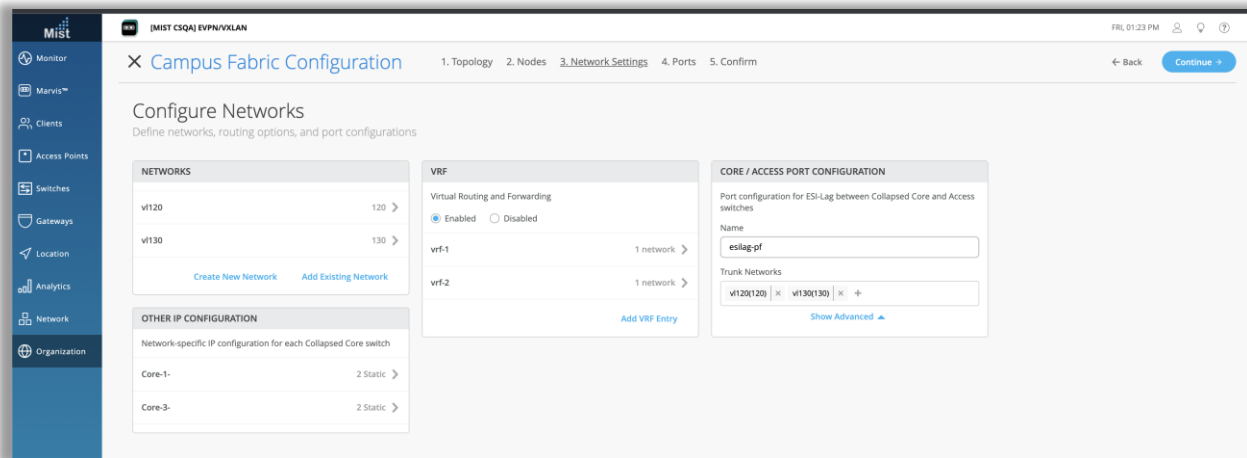 Mist
[MIST CSQA] EVPN/VXLAN
FRI, 01:23 PM
Monitor
Marvis™
Clients
Access Points
Switches
Gateways
Location
Analytics
Network
Organization
Campus Fabric Configuration
1. Topology 2. Nodes 3. Network Settings 4. Ports 5. Confirm
← Back
Continue →
Configure Networks
Define networks, routing options, and port configurations
NETWORKS
vl120 120
vl130 130
Create New Network Add Existing Network
OTHER IP CONFIGURATION
Network-specific IP configuration for each Collapsed Core switch
Core-1- 2 Static
Core-3- 2 Static
VRF
Virtual Routing and Forwarding
Enabled Disabled
vrf-1 1 network
vrf-2 1 network
Add VRF Entry
CORE / ACCESS PORT CONFIGURATION
Port configuration for ESI-Lag between Collapsed Core and Access
switches
Name
esilag-pf
Trunk Networks
vl120(120) × vl130(130) × +
Show Advanced